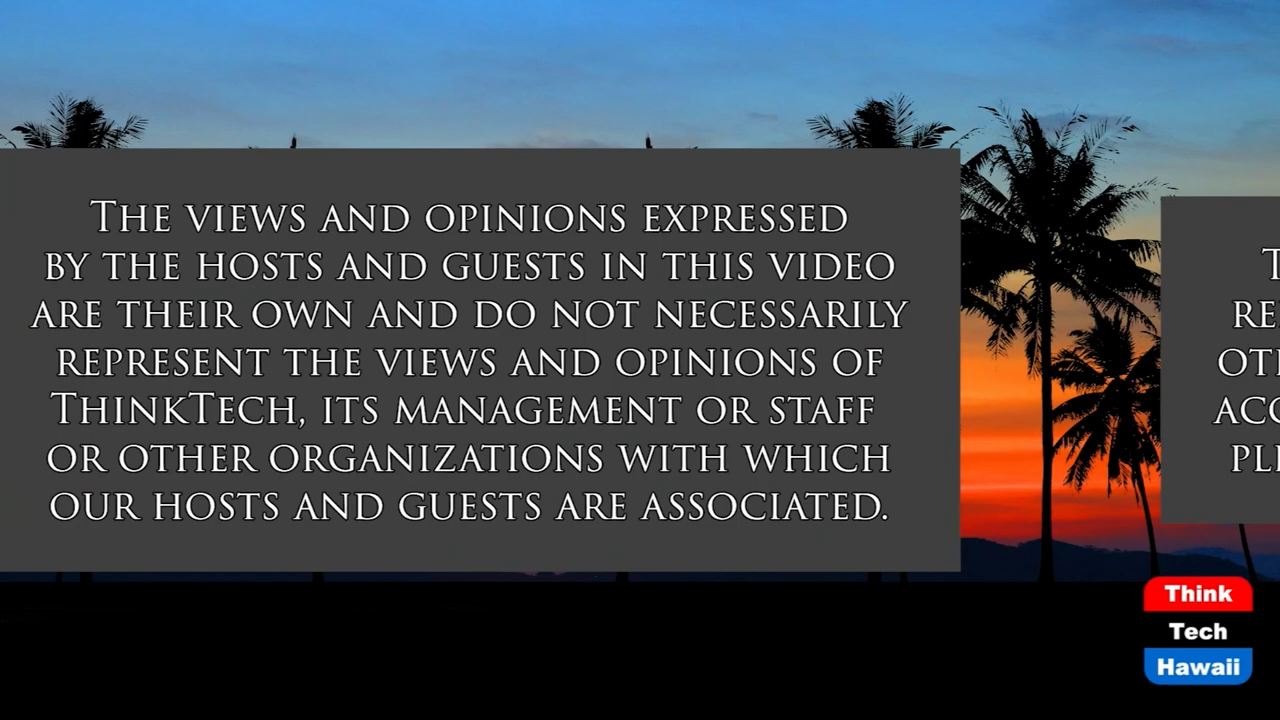 The views and opinions expressed
by the hosts and guests in this video
are their own and do not necessarily
represent the views and opinions of
ThinkTech, its management or staff
or other organizations with which
our hosts and guests are associated.
Think
Tech
Hawaii